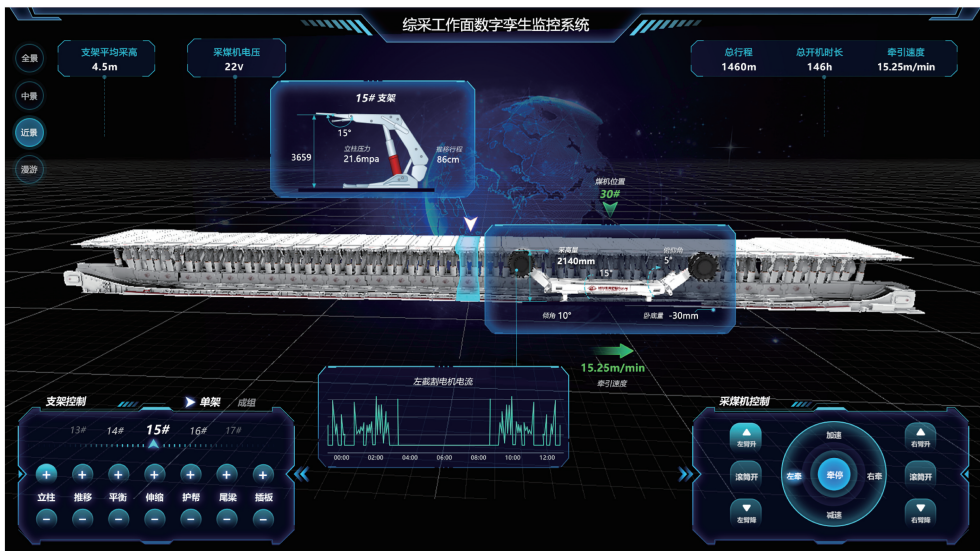 综采工作面数字孪生监控系统
全景
中景
近景
漫游
支架平均采高
4.5m
采煤机电压
22v
总行程
1460m
总开机时长
146h
牵引速度
15.25m/min
15# 支架
15°
3659
立柱压力
21.6mpa
推移行程
86cm
煤机位置
30#
采高量
2140mm
俯仰角
5°
15°
倾角 10°
卧底量 -30mm
15.25m/min
牵引速度
左截割电机电流
00:00 02:00 04:00 06:00 08:00 10:00 12:00
支架控制
单架 成组
13# 14# 15# 16# 17#
+ + + + + + +
立柱 推移 平衡 伸缩 护帮 尾梁 插板
- - - - - - -
采煤机控制
左臂升
滚筒开
左臂降
加速
左牵
牵停
右牵
减速
右臂升
滚筒开
右臂降